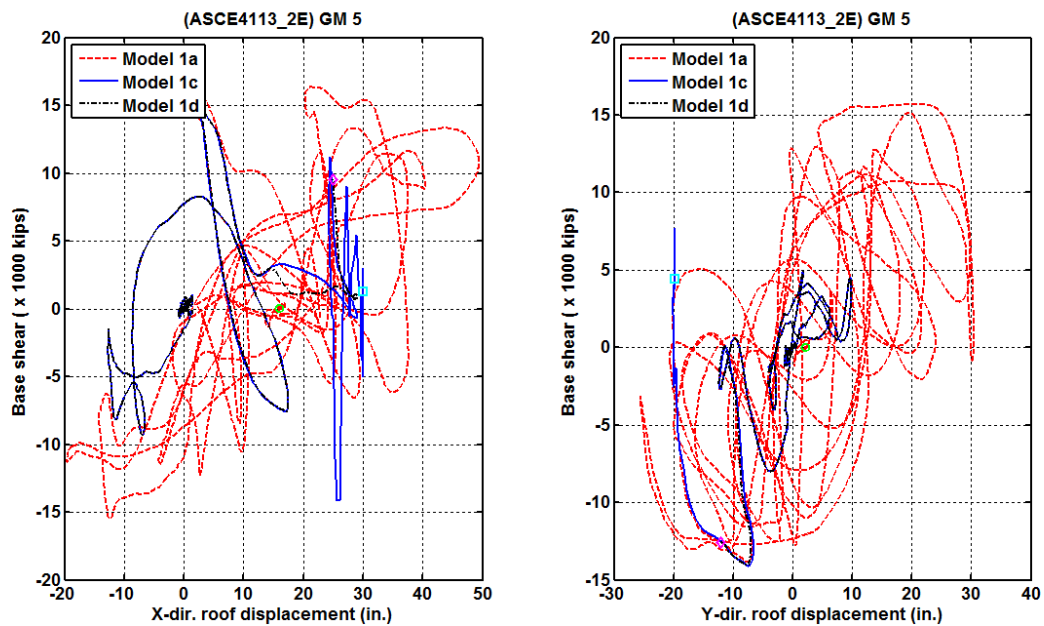 (ASCE4113_2E) GM 5
20
15
10
5
0
-5
-10
-15
-20
Base shear ( x 1000 kips)
-20 -10 0 10 20 30 40 50
X-dir. roof displacement (in.)
Model 1a
Model 1c
Model 1d
(ASCE4113_2E) GM 5
20
15
10
5
0
-5
-10
-15
Base shear ( x 1000 kips)
-30 -20 -10 0 10 20 30 40
Y-dir. roof displacement (in.)
Model 1a
Model 1c
Model 1d